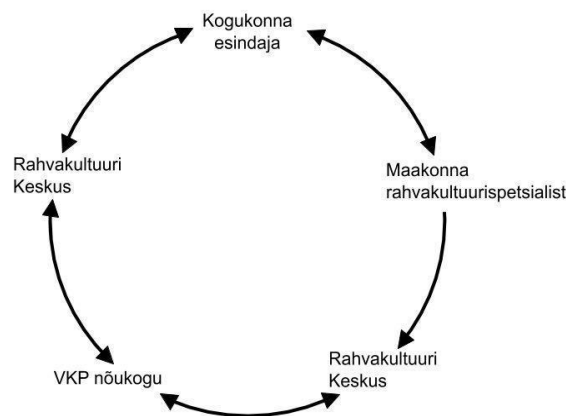 Kogukonna
esindaja
Rahvakultuuri
Keskus
Maakonna
rahvakultuurispetsialist
Rahvakultuuri
Keskus
VKP nõukogu